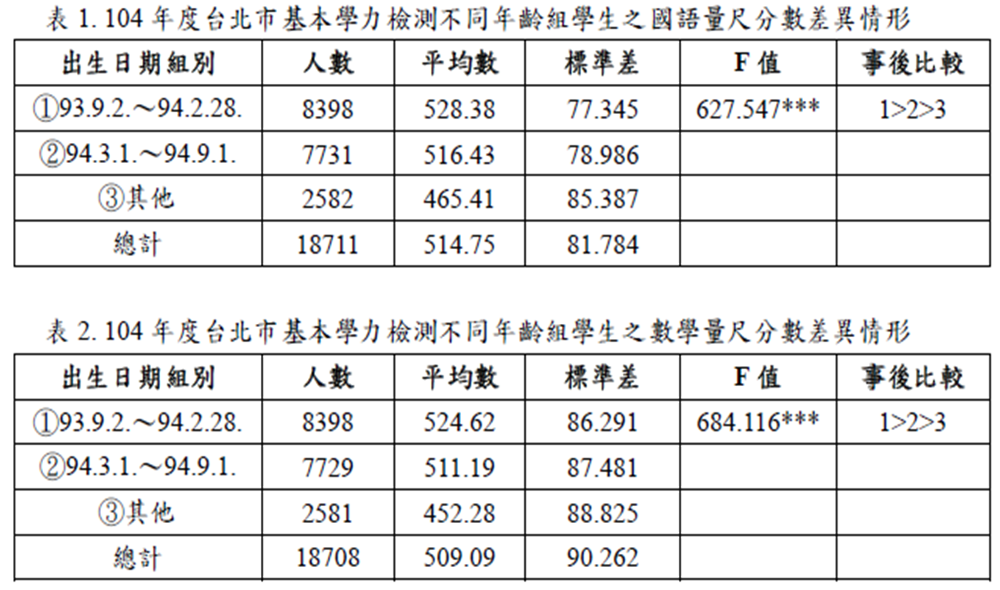 表 1. 104 年度台北市基本學力檢測不同年齡組學生之國語量尺分數差異情形
出生日期組別 人數 平均數 標準差 F 值 事後比較
①93.9.2.～94.2.28. 8398 528.38 77.345 627.547*** 1>2>3
②94.3.1.～94.9.1. 7731 516.43 78.986
③其他 2582 465.41 85.387
總計 18711 514.75 81.784
表 2. 104 年度台北市基本學力檢測不同年齡組學生之數學量尺分數差異情形
出生日期組別 人數 平均數 標準差 F 值 事後比較
①93.9.2.～94.2.28. 8398 524.62 86.291 684.116*** 1>2>3
②94.3.1.～94.9.1. 7729 511.19 87.481
③其他 2581 452.28 88.825
總計 18708 509.09 90.262